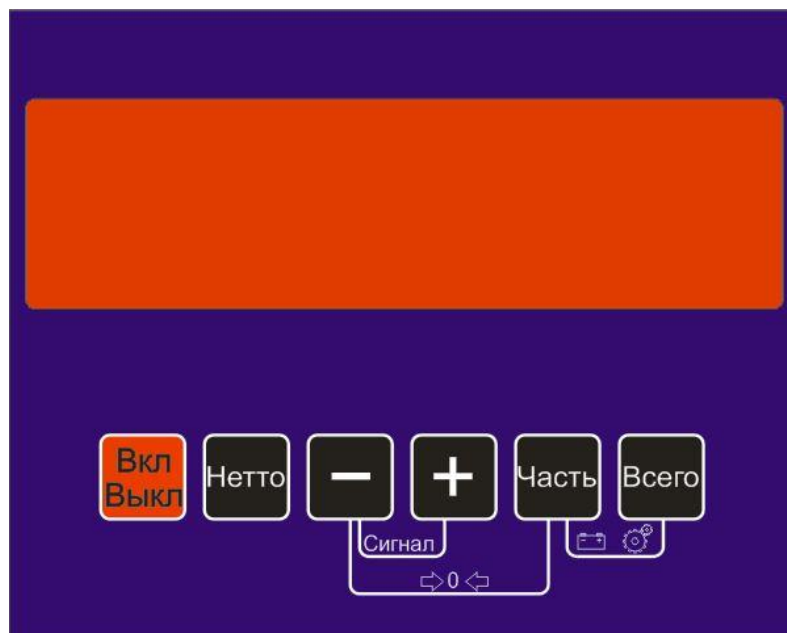 Вкл
Выкл
Нетто
−
+
Часть
Всего
Сигнал
⇨0⇦